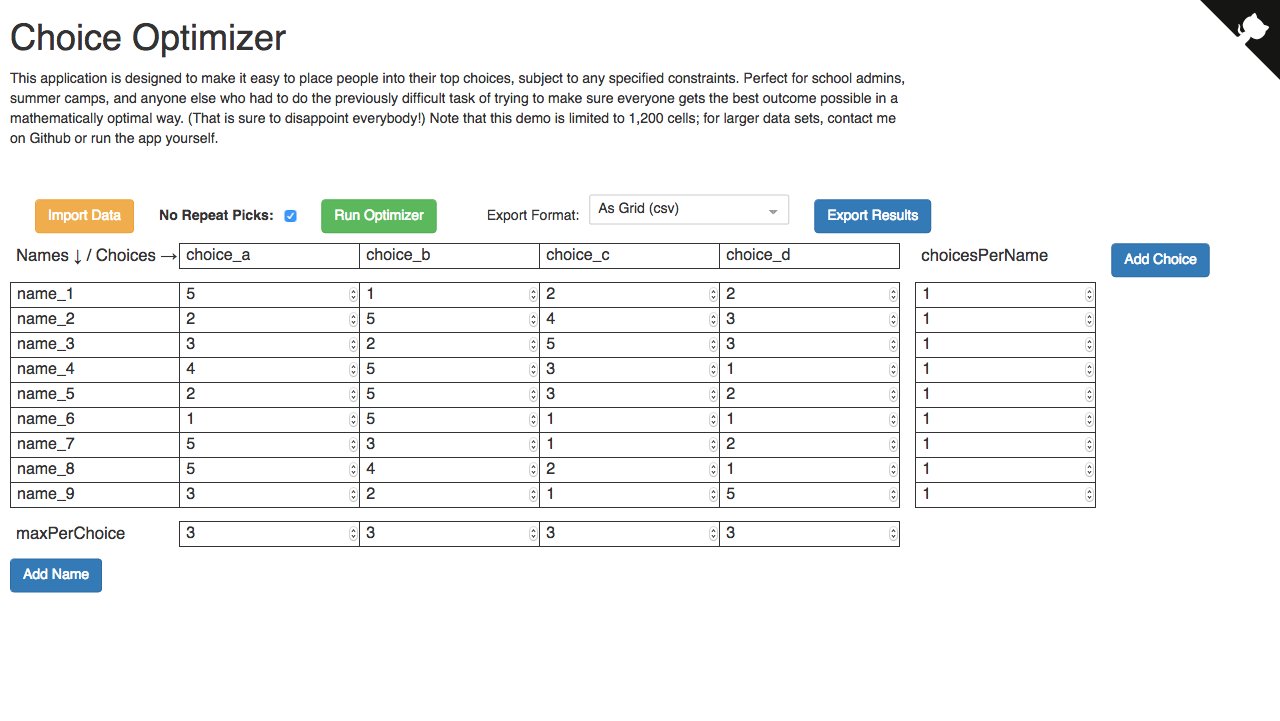 Choice Optimizer
This application is designed to make it easy to place people into their top choices, subject to any specified constraints. Perfect for school admins,
summer camps, and anyone else who had to do the previously difficult task of trying to make sure everyone gets the best outcome possible in a
mathematically optimal way. (That is sure to disappoint everybody!) Note that this demo is limited to 1,200 cells; for larger data sets, contact me
on Github or run the app yourself.
Import Data No Repeat Picks: Run Optimizer Export Format: As Grid (csv) Export Results
Names ↓ / Choices → choice_a choice_b choice_c choice_d choicesPerName Add Choice
name_1 5 1 2 2 1
name_2 2 5 4 3 1
name_3 3 2 5 3 1
name_4 4 5 3 1 1
name_5 2 5 3 2 1
name_6 1 5 1 1 1
name_7 5 3 1 2 1
name_8 5 4 2 1 1
name_9 3 2 1 5 1
maxPerChoice 3 3 3 3
Add Name